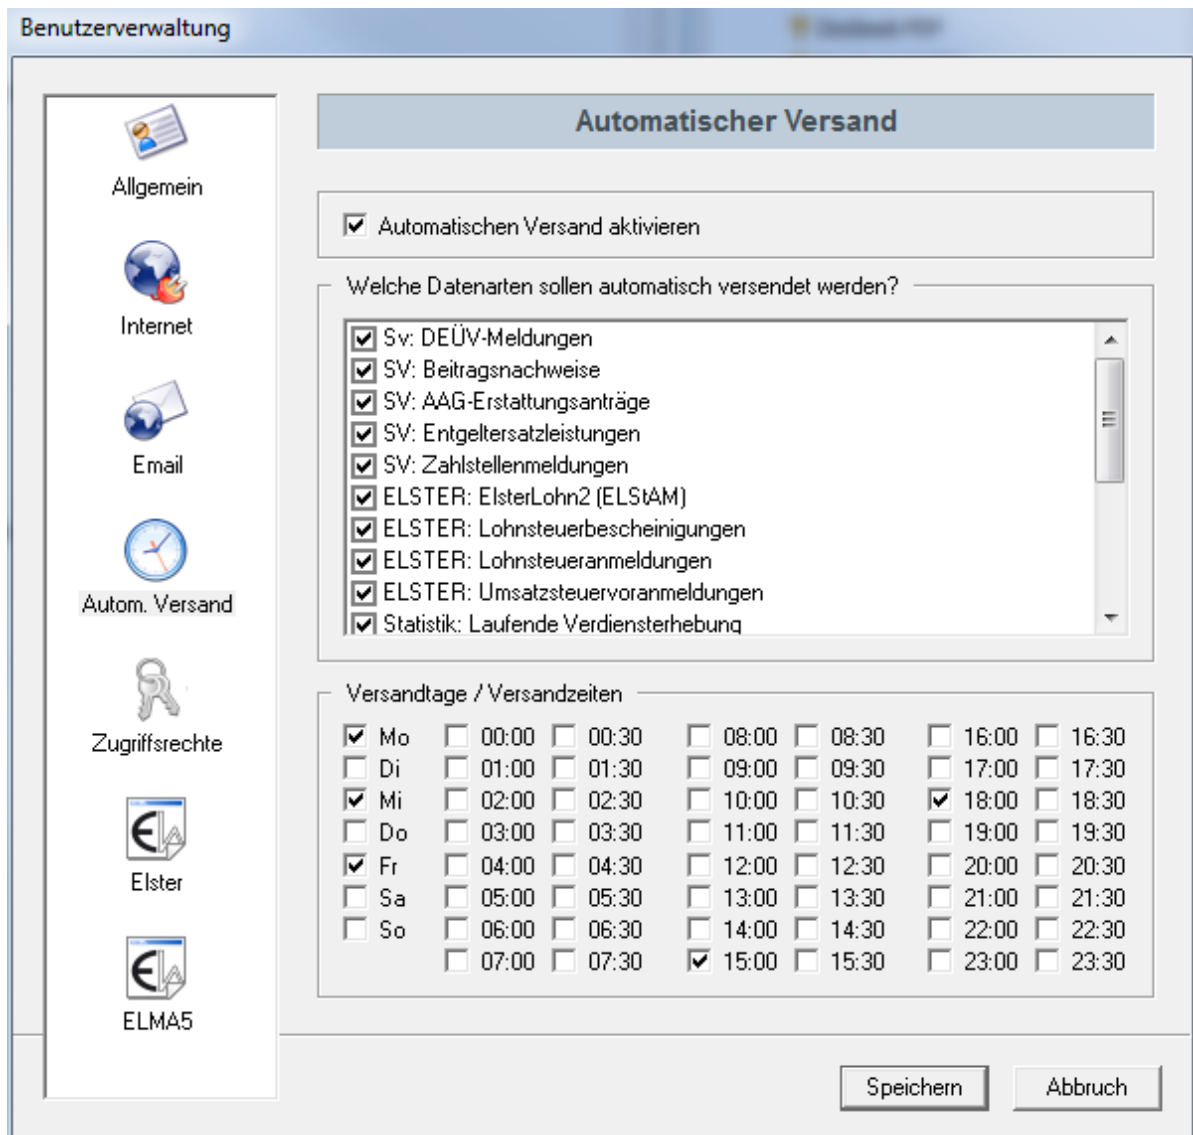 Benutzerverwaltung
Allgemein
Internet
Email
Autom. Versand
Zugriffsrechte
Elster
ELMA5
Automatischer Versand
Automatischen Versand aktivieren
Welche Datenarten sollen automatisch versendet werden?
Sv: DEÜV-Meldungen
SV: Beitragsnachweise
SV: AAG-Erstattungsanträge
SV: Entgeltersatzleistungen
SV: Zahlstellenmeldungen
ELSTER: ElsterLohn2 (ELStAM)
ELSTER: Lohnsteuerbescheinigungen
ELSTER: Lohnsteueranmeldungen
ELSTER: Umsatzsteuervoranmeldungen
Statistik: Laufende Verdiensterhebung
Versandtage / Versandzeiten
Mo 00:00 00:30 08:00 08:30 16:00 16:30
Di 01:00 01:30 09:00 09:30 17:00 17:30
Mi 02:00 02:30 10:00 10:30 18:00 18:30
Do 03:00 03:30 11:00 11:30 19:00 19:30
Fr 04:00 04:30 12:00 12:30 20:00 20:30
Sa 05:00 05:30 13:00 13:30 21:00 21:30
So 06:00 06:30 14:00 14:30 22:00 22:30
07:00 07:30 15:00 15:30 23:00 23:30
Speichern Abbruch